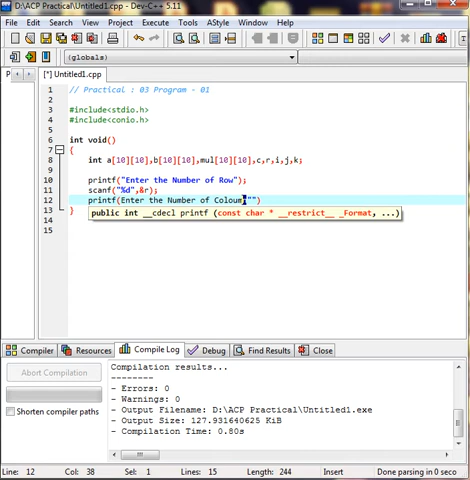 D:\ACP Practical\Untitled1.cpp - Dev-C++ 5.11
File Edit Search View Project Execute Tools AStyle Window Help
(globals)
P [*] Untitled1.cpp
1 // Practical : 03 Program - 01
2
3 #include<stdio.h>
4 #include<conio.h>
5
6 int void()
7 {
8 int a[10][10],b[10][10],mul[10][10],c,r,i,j,k;
9
10 printf("Enter the Number of Row");
11 scanf("%d",&r);
12 printf(Enter the Number of Coloum"")
public int __cdecl printf (const char * __restrict__ _Format, ...)
13 }
14
15
Compiler Resources Compile Log Debug Find Results Close
Abort Compilation
Shorten compiler paths
Compilation results...
--------
- Errors: 0
- Warnings: 0
- Output Filename: D:\ACP Practical\Untitled1.exe
- Output Size: 127.931640625 KiB
- Compilation Time: 0.80s
Line: 12 Col: 38 Sel: 1 Lines: 15 Length: 244 Insert Done parsing in 0 seco